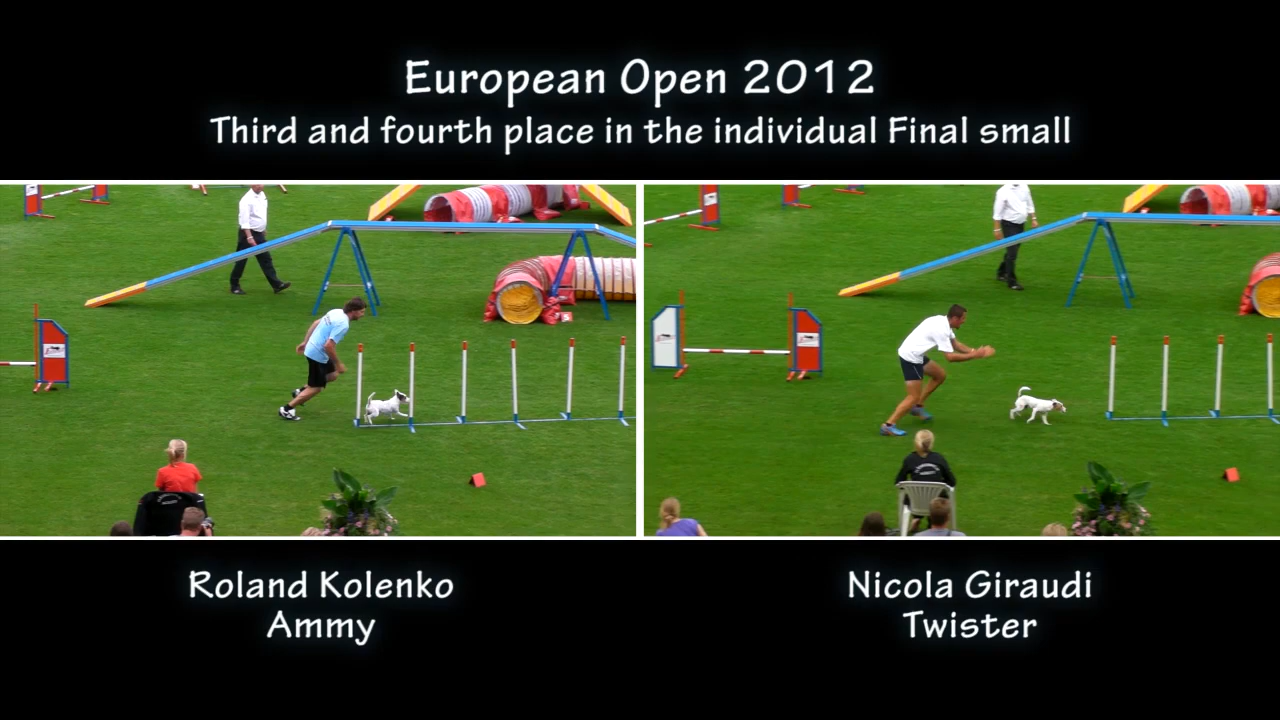 European Open 2012
Third and fourth place in the individual Final small
Roland Kolenko
Ammy
Nicola Giraudi
Twister